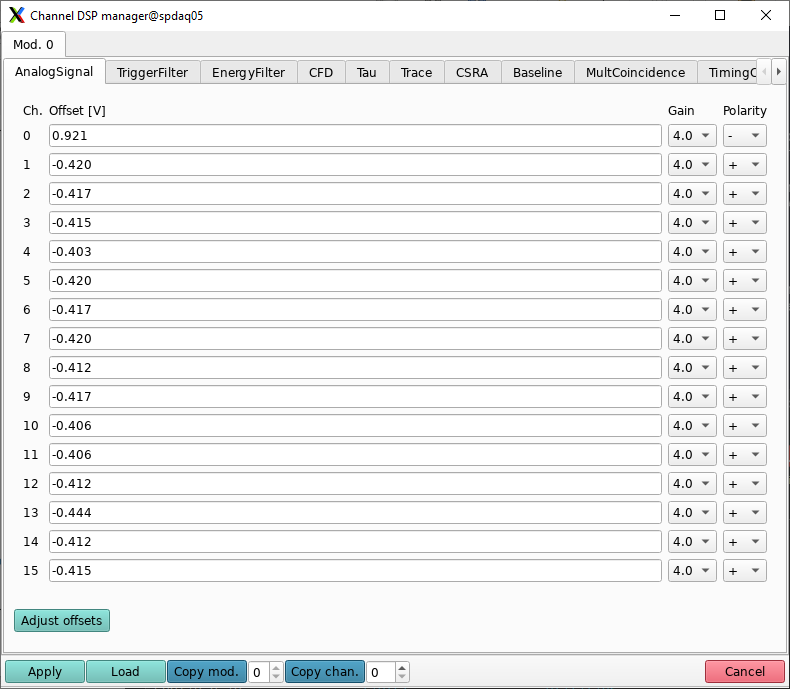 Channel DSP manager@spdaq05
Mod. 0
AnalogSignal TriggerFilter EnergyFilter CFD Tau Trace CSRA Baseline MultCoincidence TimingC
Ch. Offset [V] Gain Polarity
0 0.921 4.0 -
1 -0.420 4.0 +
2 -0.417 4.0 +
3 -0.415 4.0 +
4 -0.403 4.0 +
5 -0.420 4.0 +
6 -0.417 4.0 +
7 -0.420 4.0 +
8 -0.412 4.0 +
9 -0.417 4.0 +
10 -0.406 4.0 +
11 -0.406 4.0 +
12 -0.412 4.0 +
13 -0.444 4.0 +
14 -0.412 4.0 +
15 -0.415 4.0 +
Adjust offsets
Apply Load Copy mod. 0 Copy chan. 0 Cancel